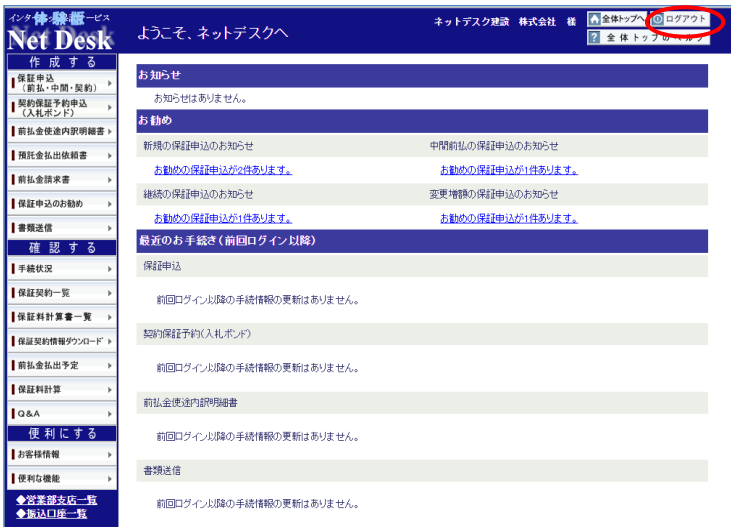 インターネットサービス
体験版
Net Desk
ようこそ、ネットデスクへ
ネットデスク建設 株式会社 様
全体トップへ
ログアウト
? 全体トップのヘルプ
作成する
保証申込
(前払・中間・契約)
契約保証予約申込
(入札ボンド)
前払金使途内訳明細書
預託金払出依頼書
前払金請求書
保証申込のお勧め
書類送信
確認する
手続状況
保証契約一覧
保証料計算書一覧
保証契約情報ダウンロード
前払金払出予定
保証料計算
Q&A
便利にする
お客様情報
便利な機能
◆営業部支店一覧
◆振込口座一覧
お知らせ
お知らせはありません。
お勧め
新規の保証申込のお知らせ
中間前払の保証申込のお知らせ
お勧めの保証申込が2件あります。
お勧めの保証申込が1件あります。
継続の保証申込のお知らせ
変更増額の保証申込のお知らせ
お勧めの保証申込が1件あります。
お勧めの保証申込が1件あります。
最近のお手続き(前回ログイン以降)
保証申込
前回ログイン以降の手続情報の更新はありません。
契約保証予約(入札ボンド)
前回ログイン以降の手続情報の更新はありません。
前払金使途内訳明細書
前回ログイン以降の手続情報の更新はありません。
書類送信
前回ログイン以降の手続情報の更新はありません。